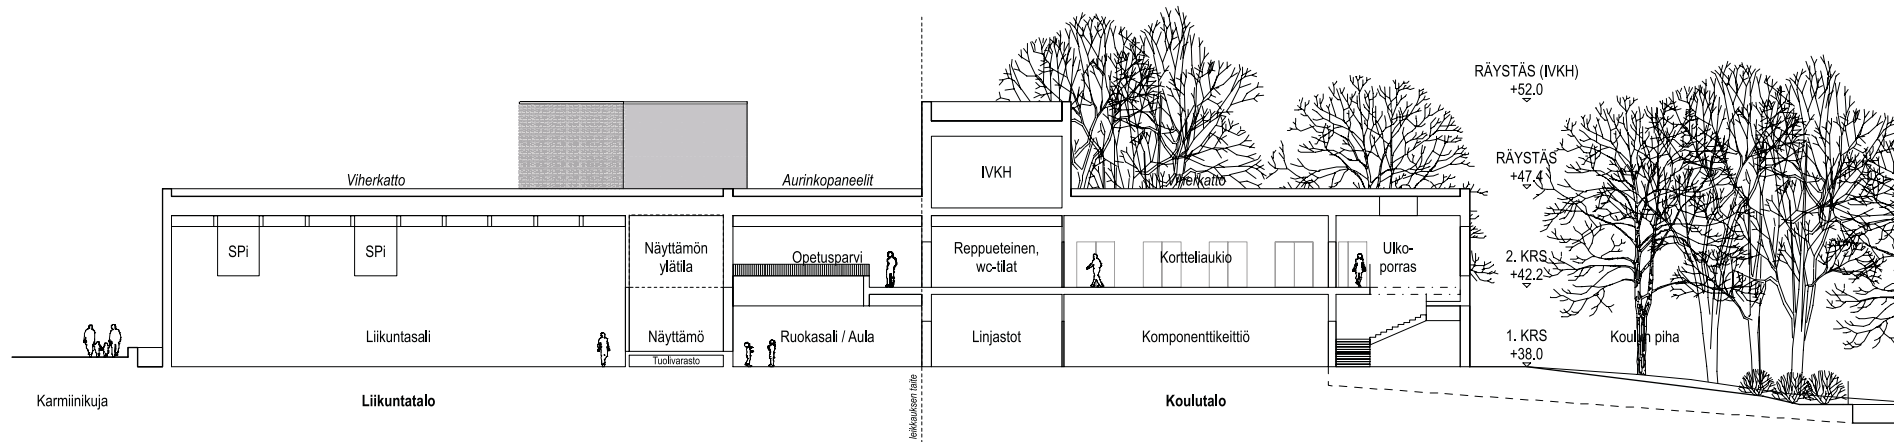 RÄYSTÄS (IVKH)
+52.0
RÄYSTÄS
+47.4
Viherkatto
Aurinkopaneelit
IVKH
Viherkatto
SPi
SPi
Näyttämön
ylätila
Opetusparvi
Reppueteinen,
wc-tilat
Kortteliaukio
Ulko-
porras
2. KRS
+42.2
Liikuntasali
Näyttämö
Tuolivarasto
Ruokasali / Aula
Linjastot
Komponenttikeittiö
1. KRS
+38.0
Koulun piha
Karmiinikuja
Liikuntatalo
leikkauksen taite
Koulutalo